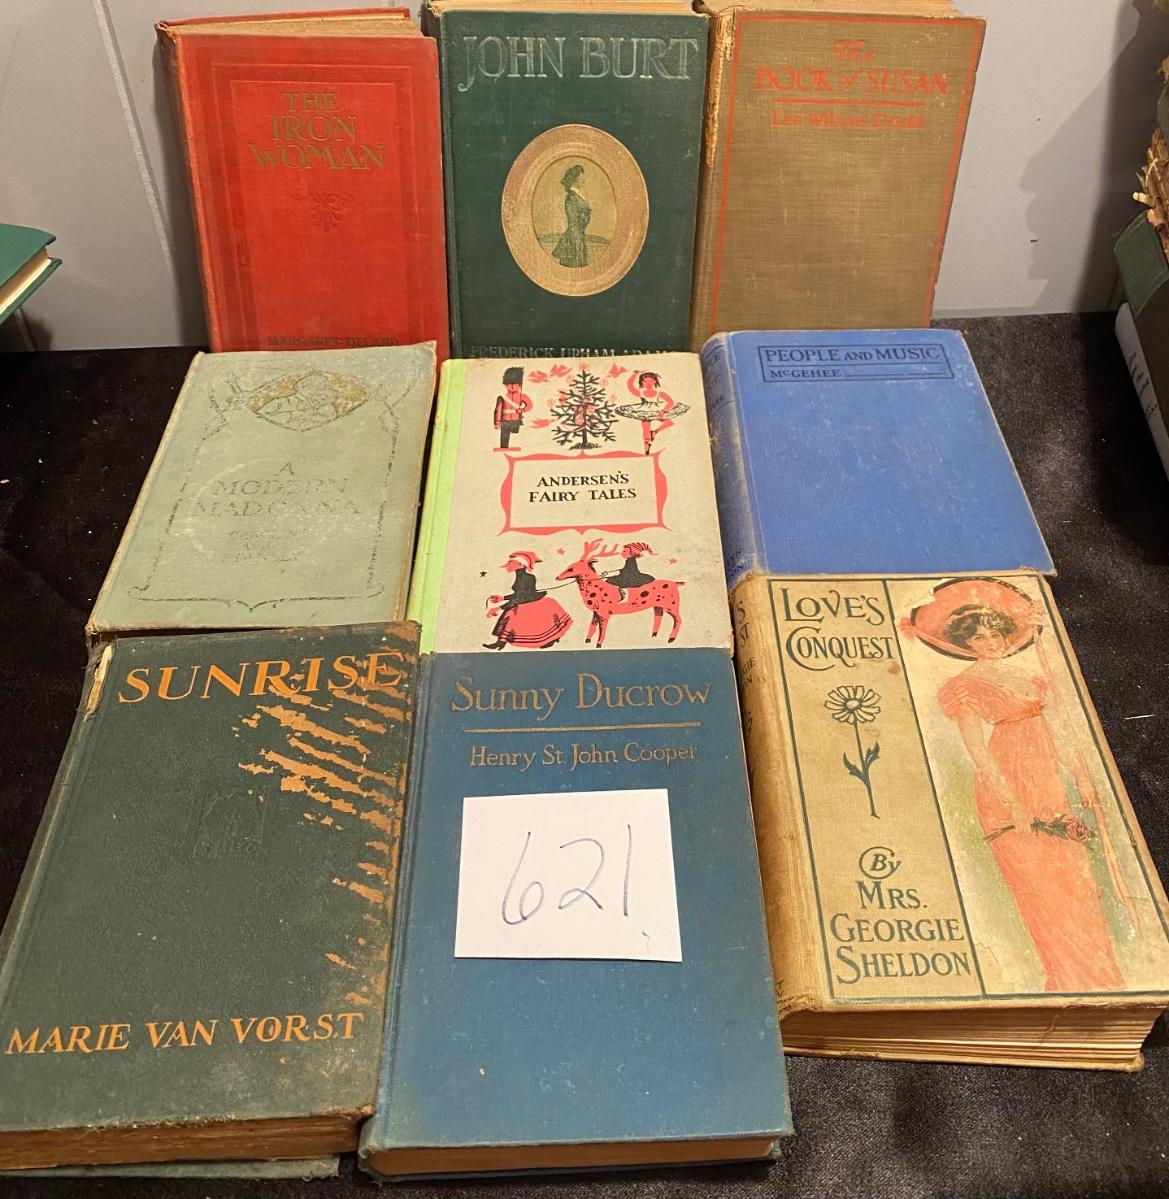 THE
IRON
WOMAN
MARGARET DELAND
JOHN BURT
FREDERICK UPHAM ADAMS
The
BOOK of SUSAN
Lee Wilson Dodd
A
MODERN
MADONNA
ANDERSEN'S
FAIRY TALES
PEOPLE AND MUSIC
MCGEHEE
SUNRISE
MARIE VAN VORST
Sunny Ducrow
Henry St. John Cooper
621
LOVE'S
CONQUEST
By
MRS.
GEORGIE
SHELDON